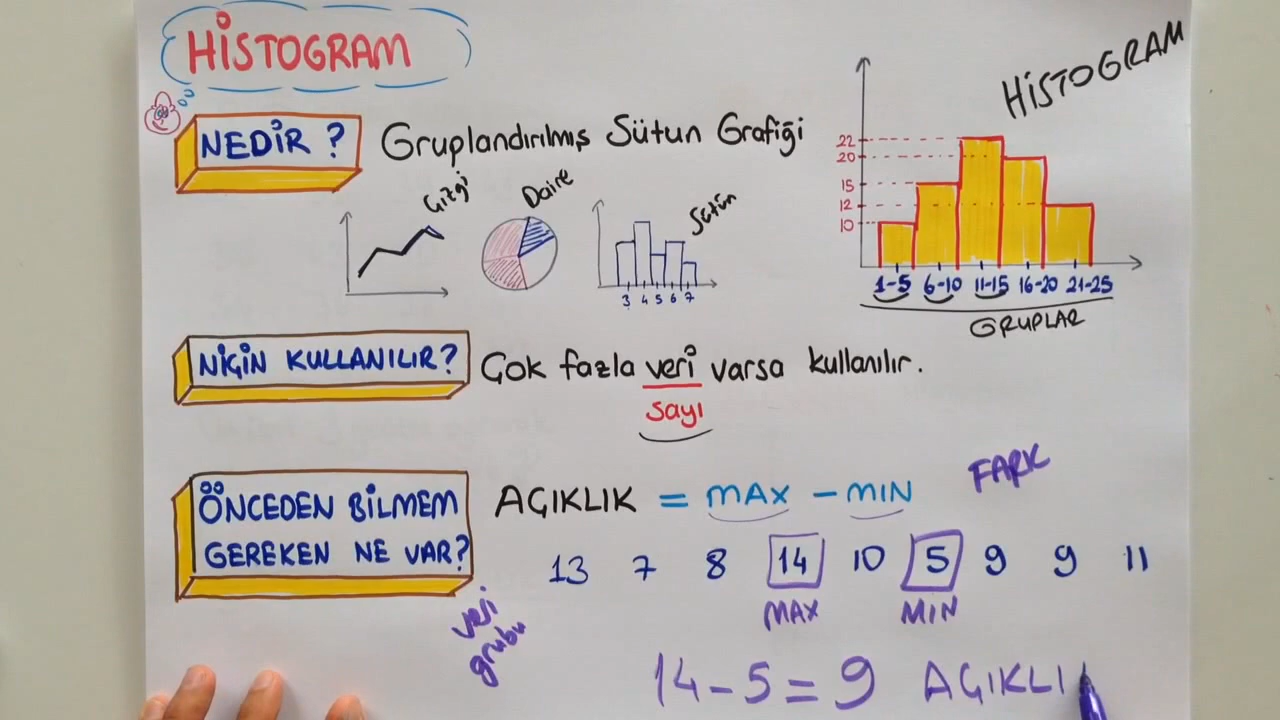 HİSTOGRAM
NEDİR ?
Gruplandırılmış Sütun Grafiği
Çizgi
Daire
Sütun
3 4 5 6 7
HİSTOGRAM
22
20
15
12
10
1-5 6-10 11-15 16-20 21-25
GRUPLAR
NİÇİN KULLANILIR?
Çok fazla veri varsa kullanılır.
sayı
ÖNCEDEN BİLMEM
GEREKEN NE VAR?
AÇIKLIK = MAX - MIN
FARK
13 7 8 14 10 5 9 9 11
MAX MIN
veri
grubu
14-5=9 AÇIKLI